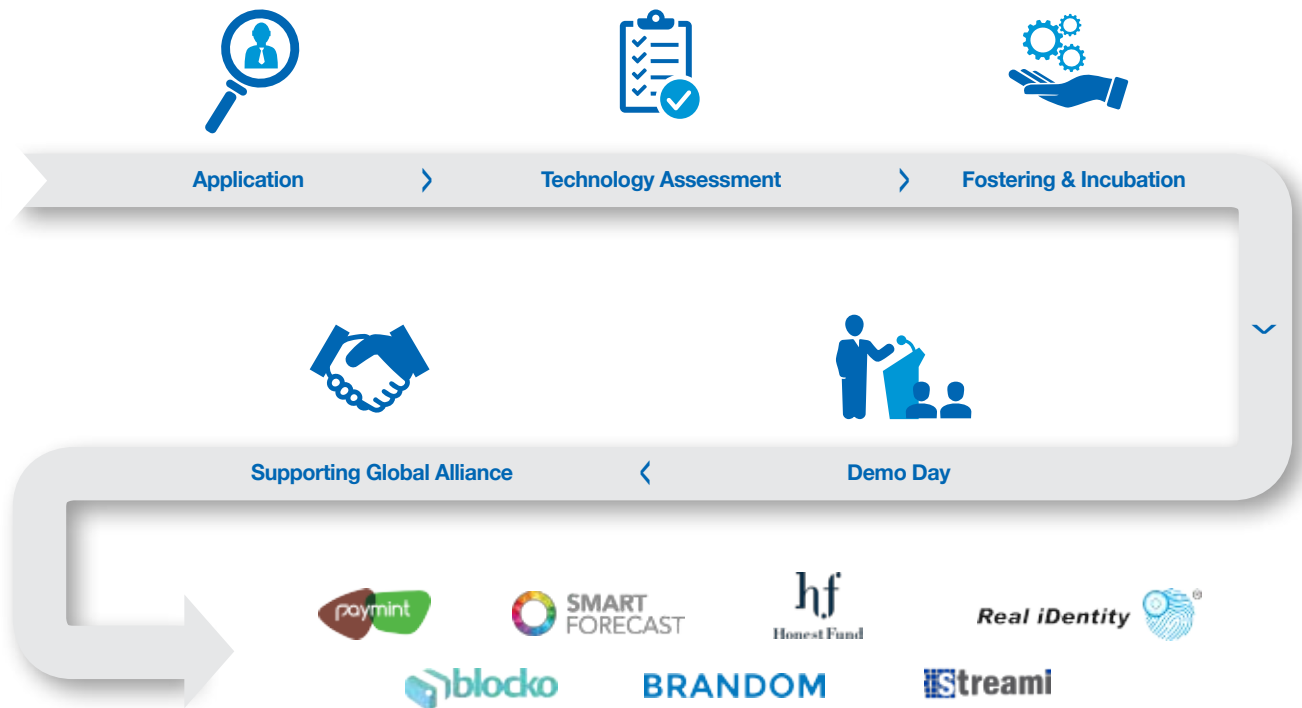 Application
Technology Assessment
Fostering & Incubation
Supporting Global Alliance
Demo Day
paymint
SMART
FORECAST
hf
Honest Fund
Real iDentity ®
blocko
BRANDOM
Streami